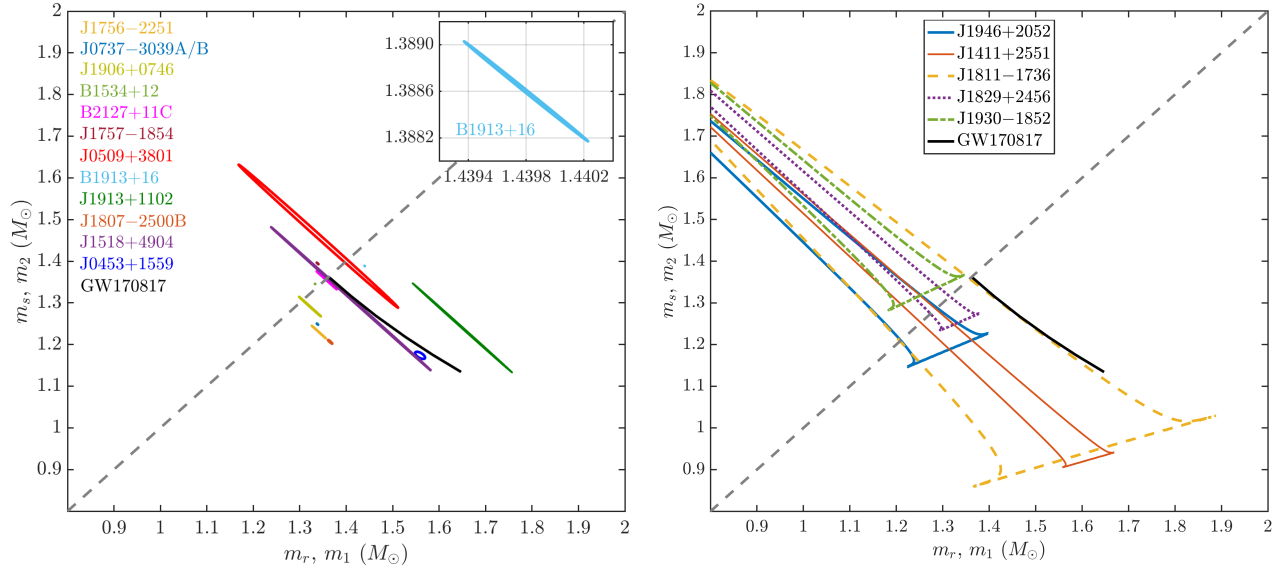 2
1.9
1.8
1.7
1.6
1.5
1.4
1.3
1.2
1.1
1
0.9
m_s, m_2 (M_⊙)
J1756−2251
J0737−3039A/B
J1906+0746
B1534+12
B2127+11C
J1757−1854
J0509+3801
B1913+16
J1913+1102
J1807−2500B
J1518+4904
J0453+1559
GW170817
1.3890
1.3886
1.3882
B1913+16
1.4394 1.4398 1.4402
0.9 1 1.1 1.2 1.3 1.4 1.5 1.6 1.7 1.8 1.9 2
m_r, m_1 (M_⊙)
2
1.9
1.8
1.7
1.6
1.5
1.4
1.3
1.2
1.1
1
0.9
m_s, m_2 (M_⊙)
J1946+2052
J1411+2551
J1811−1736
J1829+2456
J1930−1852
GW170817
0.9 1 1.1 1.2 1.3 1.4 1.5 1.6 1.7 1.8 1.9 2
m_r, m_1 (M_⊙)